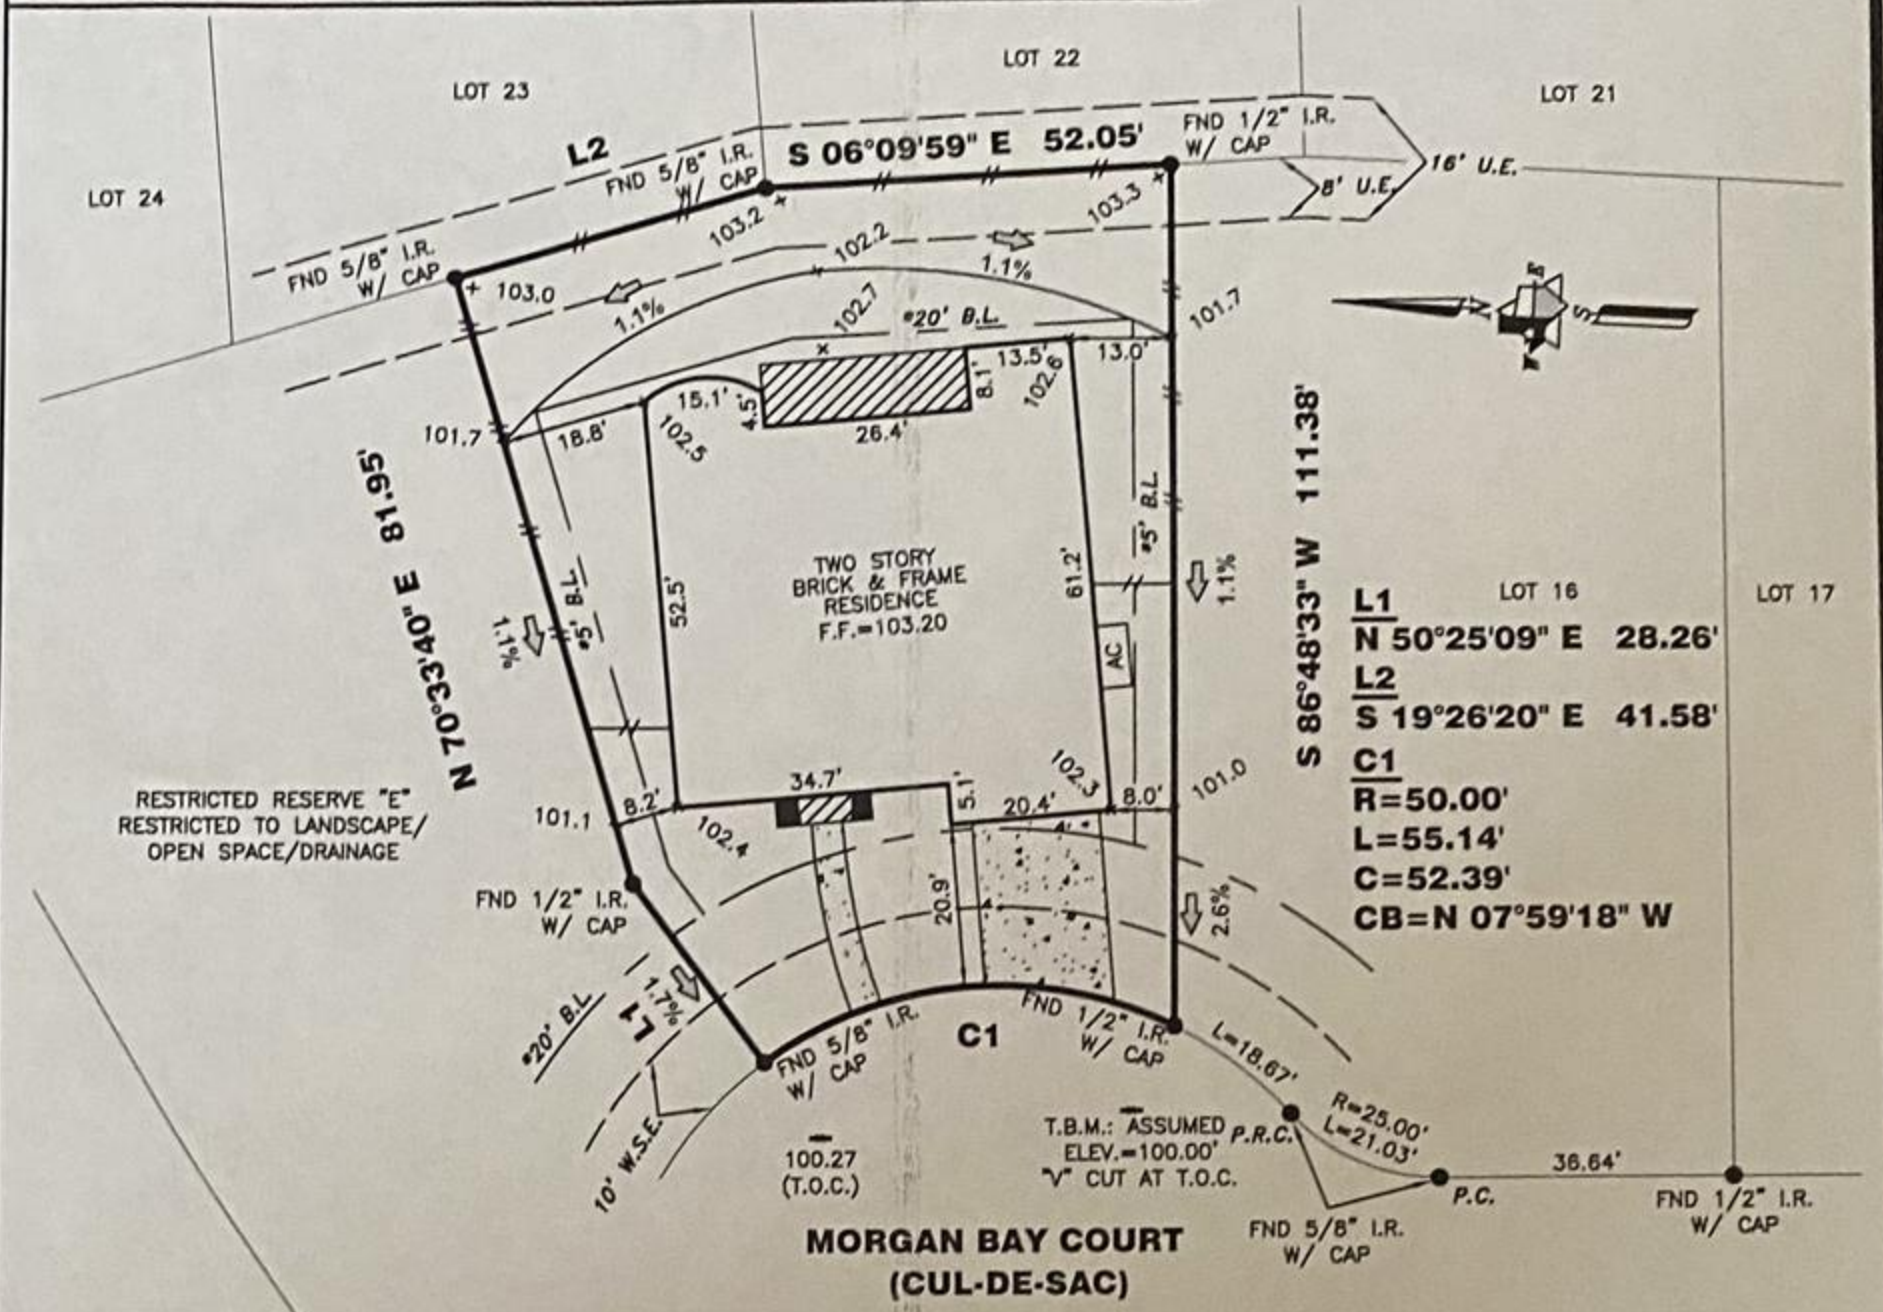 LOT 22
LOT 23
LOT 21
LOT 24
L2
FND 5/8" I.R.
W/ CAP
S 06°09'59" E 52.05'
FND 1/2" I.R.
W/ CAP
16' U.E.
8' U.E.
FND 5/8" I.R.
W/ CAP
103.2
103.3
103.0
102.2
1.1%
1.1%
102.7
*20' B.L.
101.7
N
S
E
13.5'
13.0'
102.6
8.1'
15.1'
4.5'
26.4'
101.7
18.8'
102.5
N 70°33'40" E 81.95'
*5' B.L.
1.1%
52.5'
TWO STORY
BRICK & FRAME
RESIDENCE
F.F.=103.20
61.2'
*5' B.L.
AC
1.1%
S 86°48'33" W 111.38'
LOT 16
LOT 17
L1
N 50°25'09" E 28.26'
L2
S 19°26'20" E 41.58'
C1
R=50.00'
L=55.14'
C=52.39'
CB=N 07°59'18" W
RESTRICTED RESERVE "E"
RESTRICTED TO LANDSCAPE/
OPEN SPACE/DRAINAGE
34.7'
5.1'
20.4'
102.3
8.0'
101.0
101.1
8.2'
102.4
FND 1/2" I.R.
W/ CAP
20.9'
2.6%
*20' B.L.
L1
1.7%
10' W.S.E.
FND 5/8" I.R.
W/ CAP
C1
FND 1/2" I.R.
W/ CAP
L=18.67'
R=25.00'
L=21.03'
P.R.C.
P.C.
36.64'
FND 1/2" I.R.
W/ CAP
FND 5/8" I.R.
W/ CAP
100.27
(T.O.C.)
T.B.M.: ASSUMED
ELEV.=100.00'
"V" CUT AT T.O.C.
MORGAN BAY COURT
(CUL-DE-SAC)